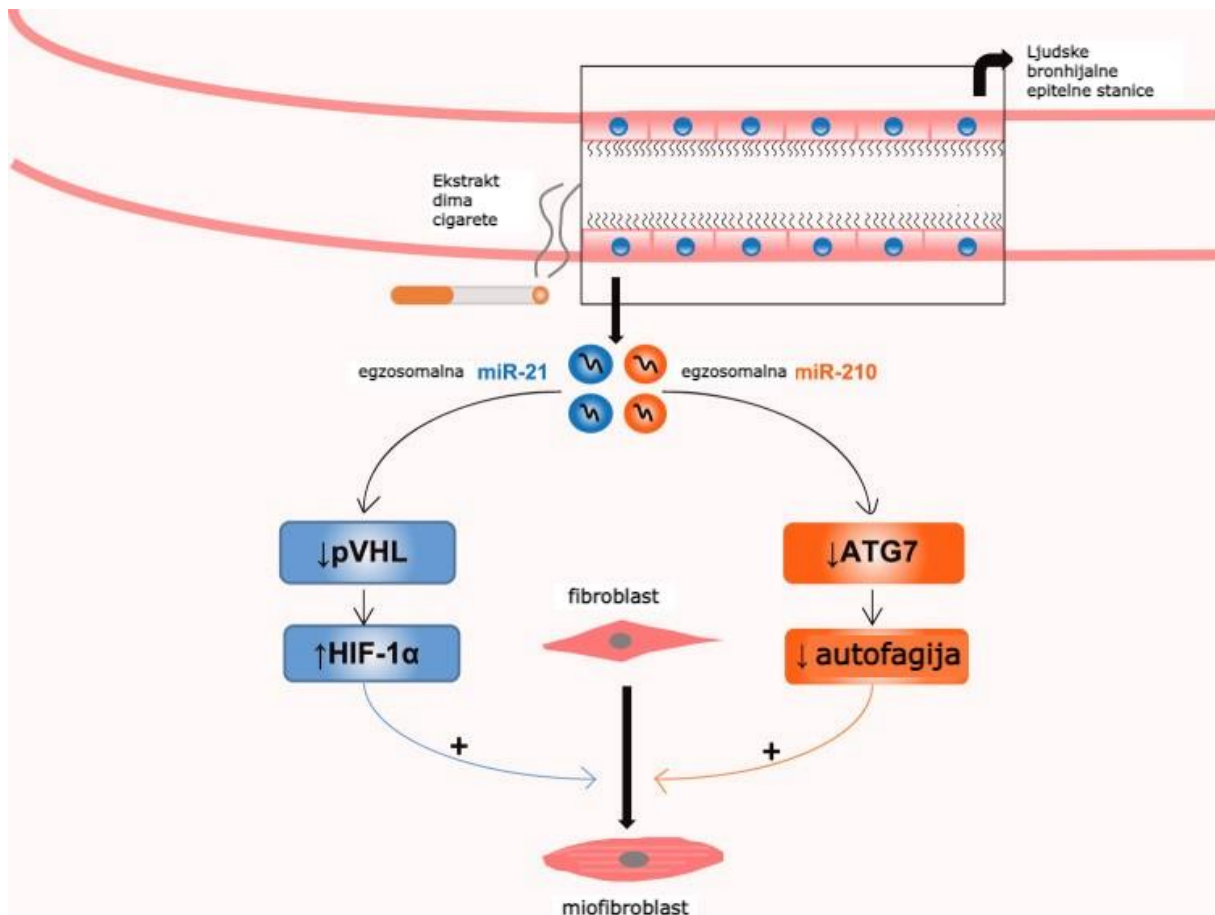 Ljudske
bronhijalne
epitelne stanice
Ekstrakt
dima
cigarete
egzosomalna miR-21
egzosomalna miR-210
↓pVHL
↓ATG7
fibroblast
↑HIF-1α
↓ autofagija
+
+
miofibroblast